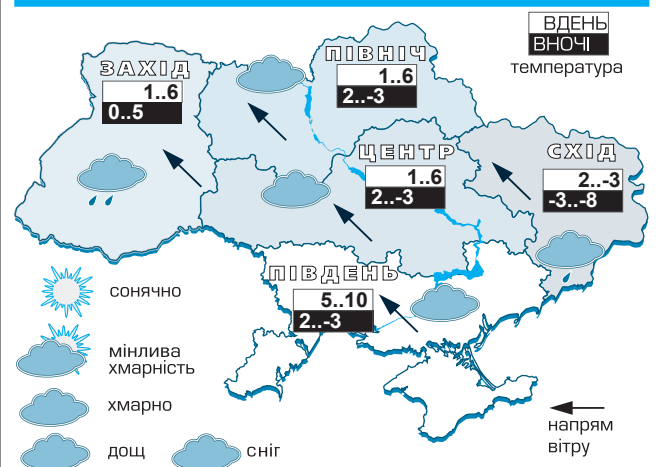 ВДЕНЬ
ВНОЧІ
температура
ЗАХІД
1..6
0..5
ПІВНІЧ
1..6
2..-3
ЦЕНТР
1..6
2..-3
СХІД
2..-3
-3..-8
ПІВДЕНЬ
5..10
2..-3
сонячно
мінлива
хмарність
хмарно
дощ
сніг
напрям
вітру